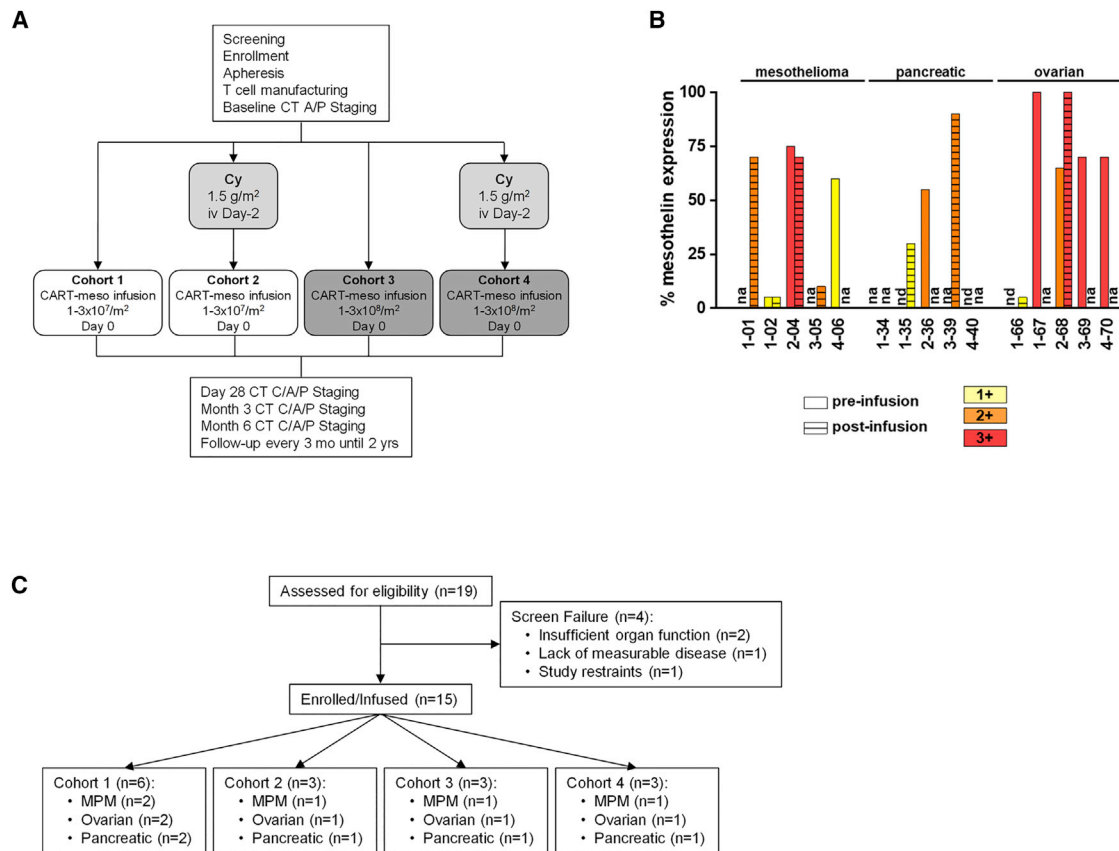 A
Screening
Enrollment
Apheresis
T cell manufacturing
Baseline CT A/P Staging
Cy
1.5 g/m²
iv Day-2
Cy
1.5 g/m²
iv Day-2
Cohort 1
CART-meso infusion
1-3x10⁷/m²
Day 0
Cohort 2
CART-meso infusion
1-3x10⁷/m²
Day 0
Cohort 3
CART-meso infusion
1-3x10⁸/m²
Day 0
Cohort 4
CART-meso infusion
1-3x10⁸/m²
Day 0
Day 28 CT C/A/P Staging
Month 3 CT C/A/P Staging
Month 6 CT C/A/P Staging
Follow-up every 3 mo until 2 yrs
B
mesothelioma pancreatic ovarian
% mesothelin expression
100
75
50
25
0
na na na na na nd na na nd na nd na na na
1-01 1-02 2-04 3-05 4-06 1-34 1-35 2-36 3-39 4-40 1-66 1-67 2-68 3-69 4-70
pre-infusion
post-infusion
1+
2+
3+
C
Assessed for eligibility (n=19)
Screen Failure (n=4):
• Insufficient organ function (n=2)
• Lack of measurable disease (n=1)
• Study restraints (n=1)
Enrolled/Infused (n=15)
Cohort 1 (n=6):
• MPM (n=2)
• Ovarian (n=2)
• Pancreatic (n=2)
Cohort 2 (n=3):
• MPM (n=1)
• Ovarian (n=1)
• Pancreatic (n=1)
Cohort 3 (n=3):
• MPM (n=1)
• Ovarian (n=1)
• Pancreatic (n=1)
Cohort 4 (n=3):
• MPM (n=1)
• Ovarian (n=1)
• Pancreatic (n=1)